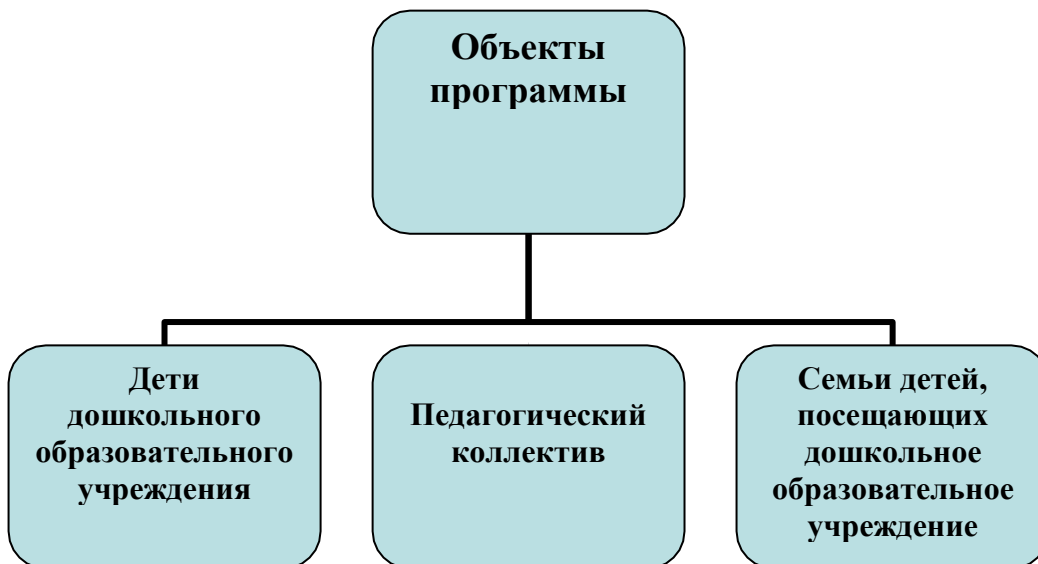 Объекты
программы
Дети
дошкольного
образовательного
учреждения
Педагогический
коллектив
Семьи детей,
посещающих
дошкольное
образовательное
учреждение